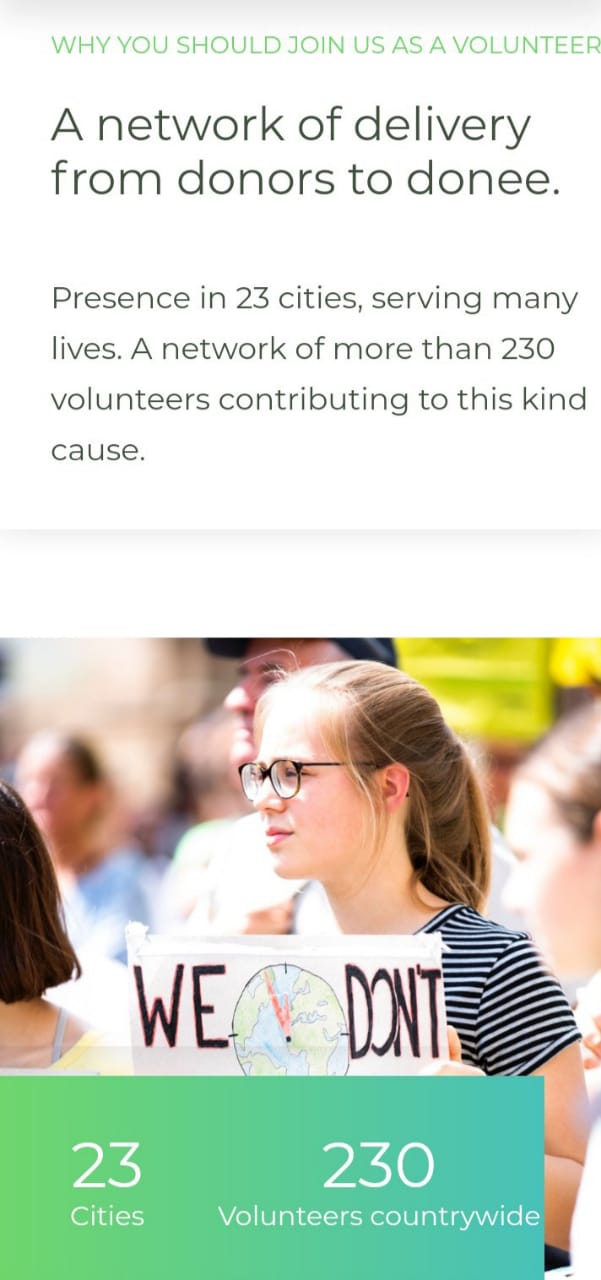 WHY YOU SHOULD JOIN US AS A VOLUNTEER
A network of delivery
from donors to donee.
Presence in 23 cities, serving many
lives. A network of more than 230
volunteers contributing to this kind
cause.
WE DON'T
23 230
Cities Volunteers countrywide